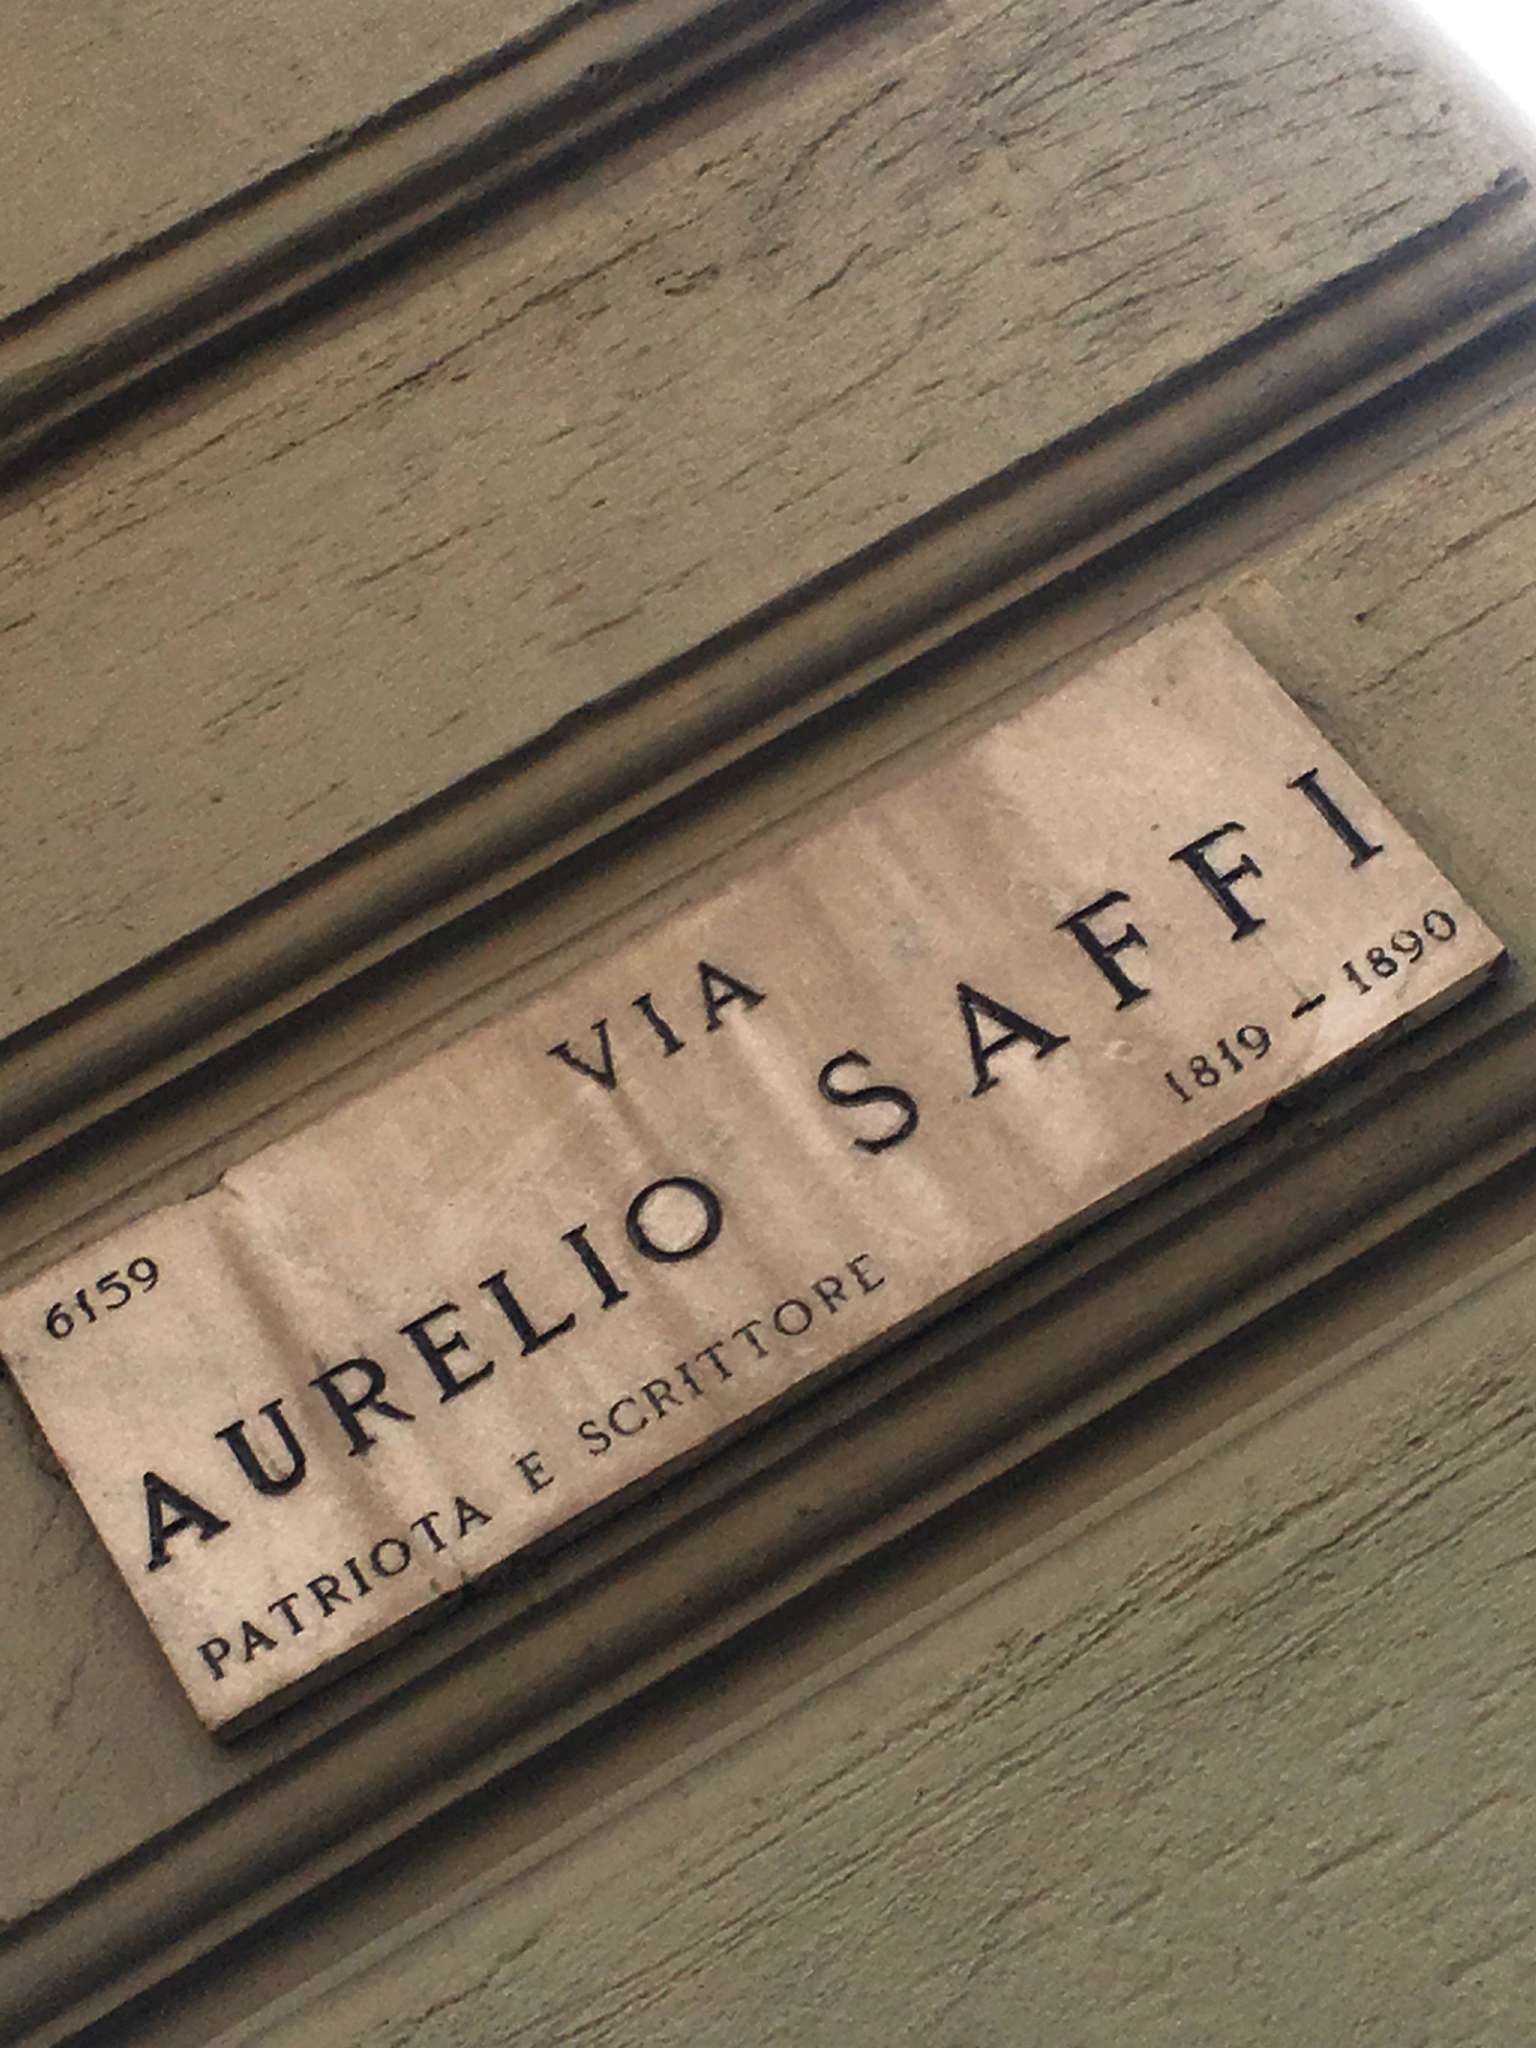 6159
VIA
AURELIO SAFFI
PATRIOTA E SCRITTORE 1819 - 1890